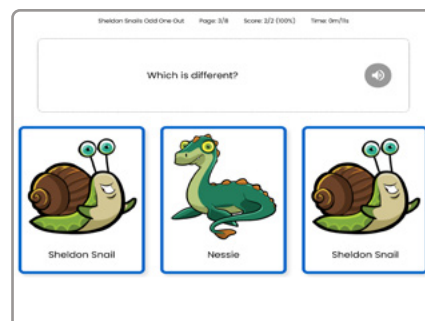 Sheldon Snails Odd One Out Page: 3/8 Score: 2/2 (100%) Time: 0m/11s
Which is different?
Sheldon Snail Nessie Sheldon Snail